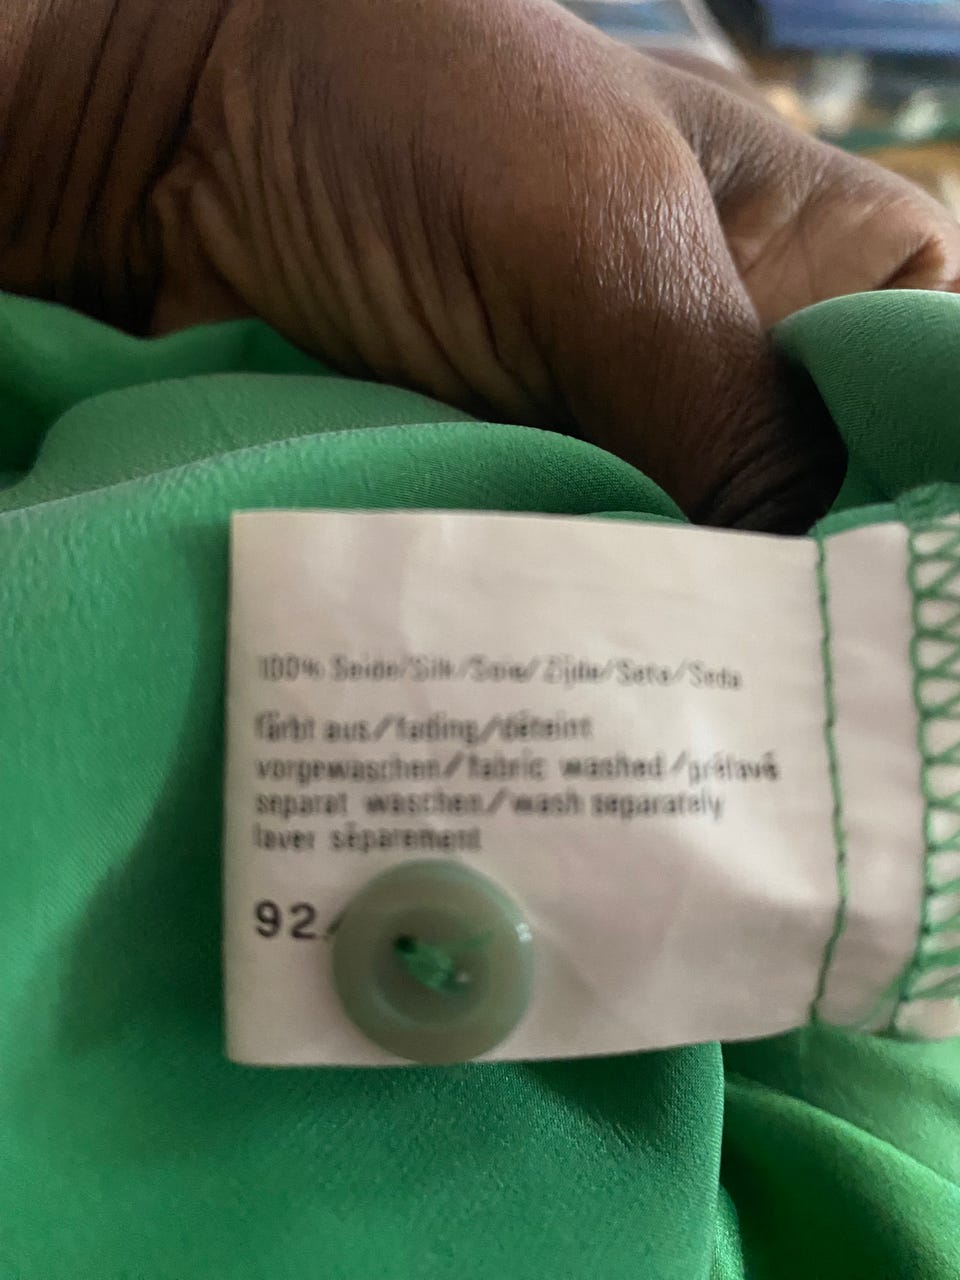 100% Seide/Silk/Soie/Zijde/Seta/Seda
färbt aus/fading/déteint
vorgewaschen/fabric washed/prélavé
separat waschen/wash separately
laver séparement
92